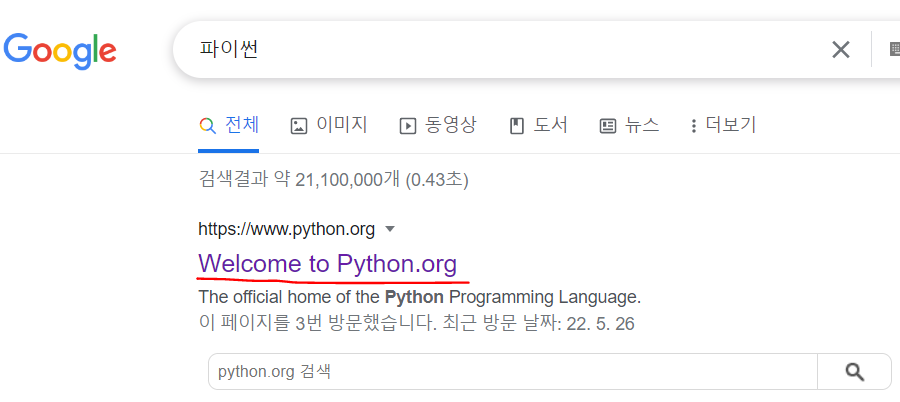 Google
파이썬
전체 이미지 동영상 도서 뉴스 더보기
검색결과 약 21,100,000개 (0.43초)
https://www.python.org
Welcome to Python.org
The official home of the Python Programming Language.
이 페이지를 3번 방문했습니다. 최근 방문 날짜: 22. 5. 26
python.org 검색